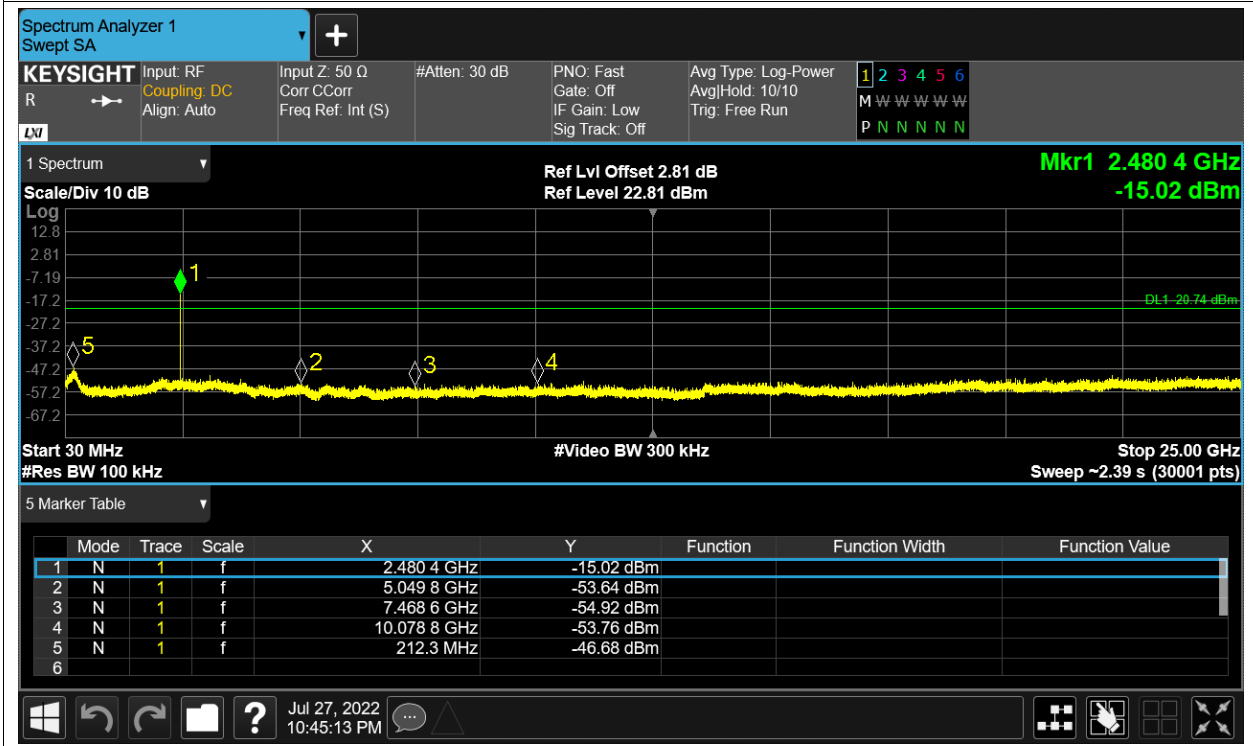 Spectrum Analyzer 1
Swept SA
+
KEYSIGHT Input: RF Input Z: 50 Ω #Atten: 30 dB PNO: Fast Avg Type: Log-Power 1 2 3 4 5 6
R Coupling: DC Corr CCorr Gate: Off Avg|Hold: 10/10 M W W W W W
Align: Auto Freq Ref: Int (S) IF Gain: Low Trig: Free Run
LXI Sig Track: Off P N N N N N
1 Spectrum Ref Lvl Offset 2.81 dB Mkr1 2.480 4 GHz
Scale/Div 10 dB Ref Level 22.81 dBm -15.02 dBm
Log
12.8
2.81
-7.19 1
-17.2 DL1 -20.74 dBm
-27.2
-37.2 5
-47.2 2 3 4
-57.2
-67.2
Start 30 MHz #Video BW 300 kHz Stop 25.00 GHz
#Res BW 100 kHz Sweep ~2.39 s (30001 pts)
5 Marker Table
Mode Trace Scale X Y Function Function Width Function Value
1 N 1 f 2.480 4 GHz -15.02 dBm
2 N 1 f 5.049 8 GHz -53.64 dBm
3 N 1 f 7.468 6 GHz -54.92 dBm
4 N 1 f 10.078 8 GHz -53.76 dBm
5 N 1 f 212.3 MHz -46.68 dBm
6
? Jul 27, 2022
10:45:13 PM